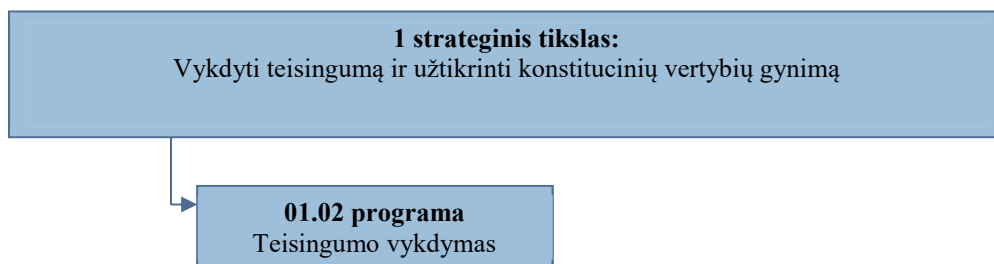 1 strateginis tikslas:
Vykdyti teisingumą ir užtikrinti konstitucinių vertybių gynimą
01.02 programa
Teisingumo vykdymas